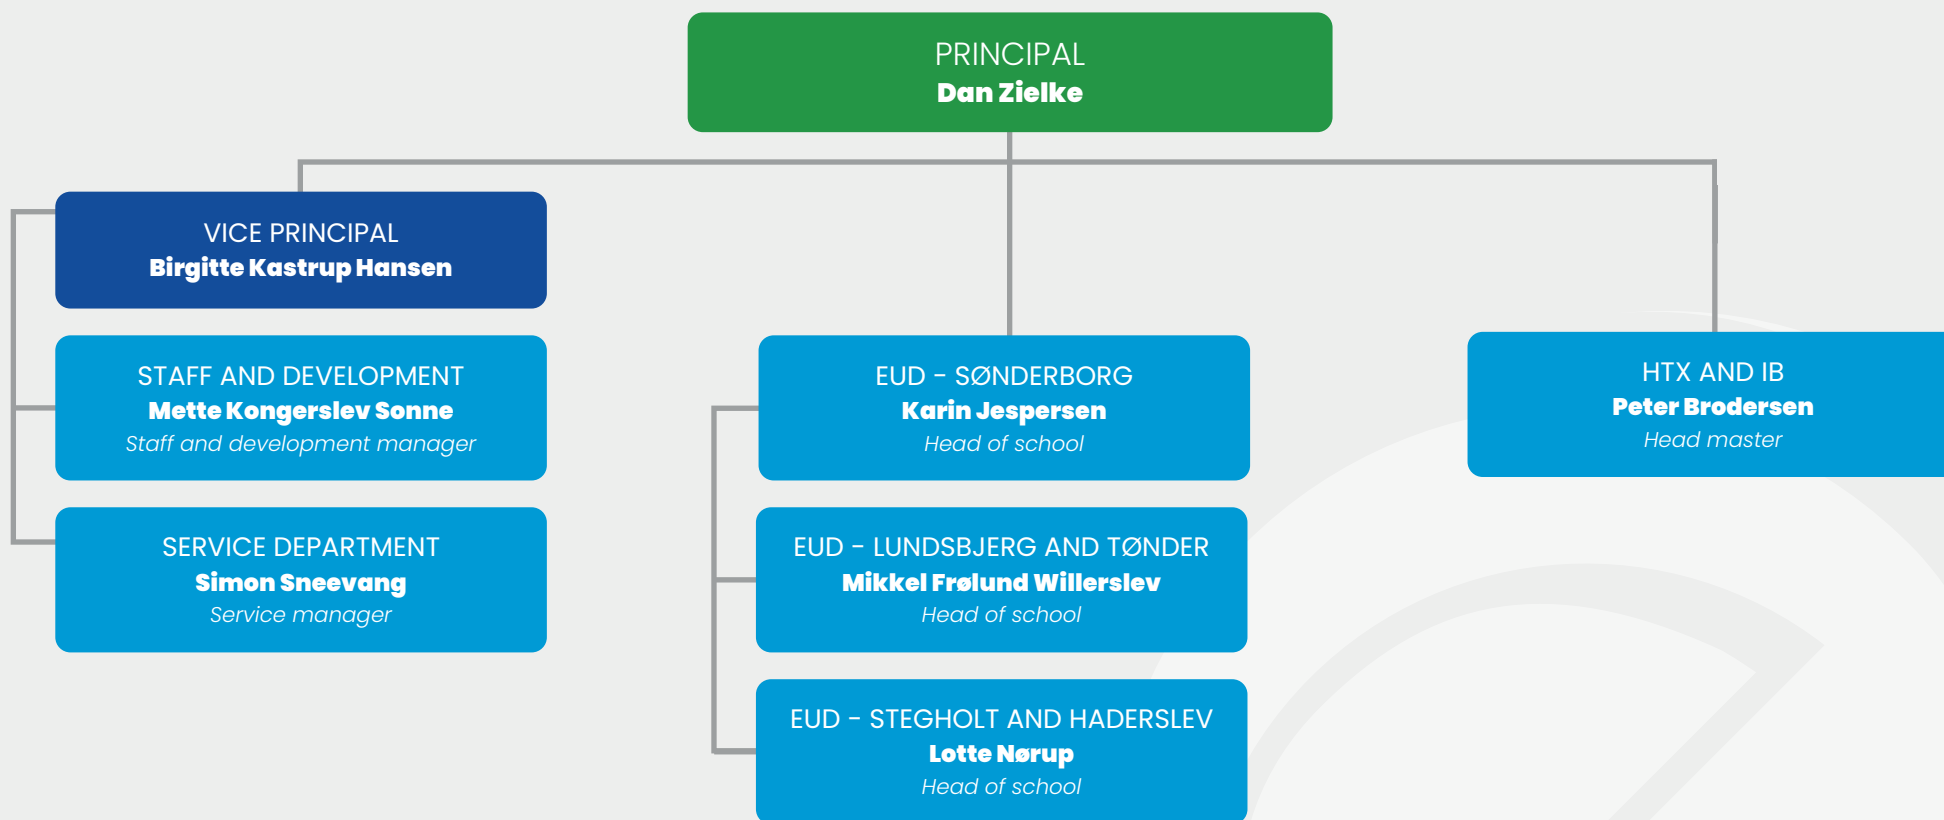 PRINCIPAL
Dan Zielke
VICE PRINCIPAL
Birgitte Kastrup Hansen
STAFF AND DEVELOPMENT
Mette Kongerslev Sonne
Staff and development manager
SERVICE DEPARTMENT
Simon Sneevang
Service manager
EUD - SØNDERBORG
Karin Jespersen
Head of school
EUD - LUNDSBJERG AND TØNDER
Mikkel Frølund Willerslev
Head of school
EUD - STEGHOLT AND HADERSLEV
Lotte Nørup
Head of school
HTX AND IB
Peter Brodersen
Head master